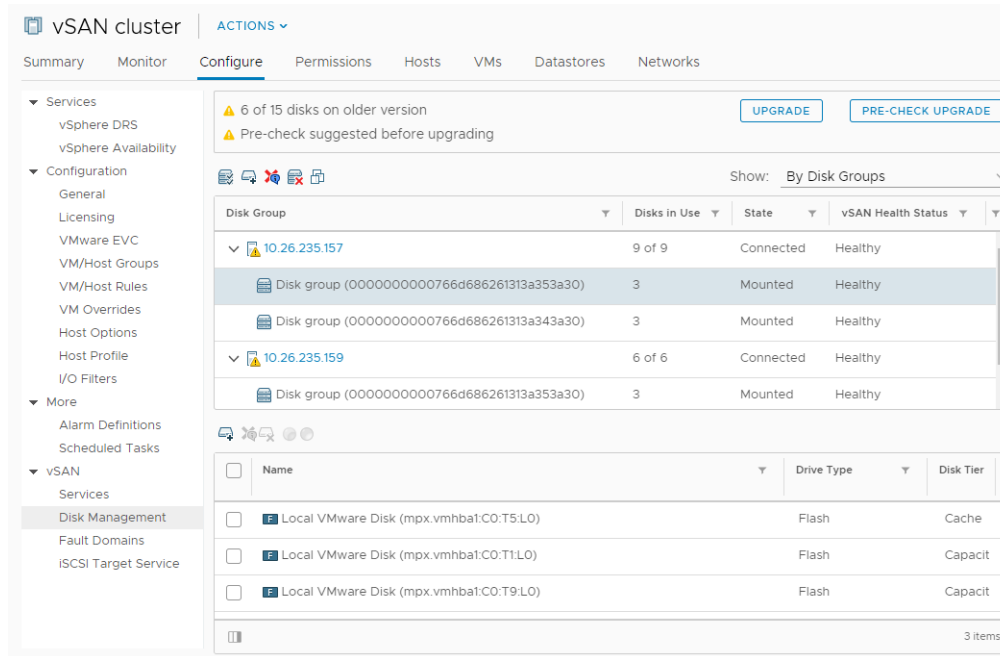 vSAN cluster ACTIONS
Summary Monitor Configure Permissions Hosts VMs Datastores Networks
Services
vSphere DRS
vSphere Availability
Configuration
General
Licensing
VMware EVC
VM/Host Groups
VM/Host Rules
VM Overrides
Host Options
Host Profile
I/O Filters
More
Alarm Definitions
Scheduled Tasks
vSAN
Services
Disk Management
Fault Domains
iSCSI Target Service
6 of 15 disks on older version UPGRADE PRE-CHECK UPGRADE
Pre-check suggested before upgrading
Show: By Disk Groups
Disk Group Disks in Use State vSAN Health Status
10.26.235.157 9 of 9 Connected Healthy
Disk group (0000000000766d686261313a353a30) 3 Mounted Healthy
Disk group (0000000000766d686261313a343a30) 3 Mounted Healthy
10.26.235.159 6 of 6 Connected Healthy
Disk group (0000000000766d686261313a353a30) 3 Mounted Healthy
Name Drive Type Disk Tier
F Local VMware Disk (mpx.vmhba1:C0:T5:L0) Flash Cache
F Local VMware Disk (mpx.vmhba1:C0:T1:L0) Flash Capacit
F Local VMware Disk (mpx.vmhba1:C0:T9:L0) Flash Capacit
3 items